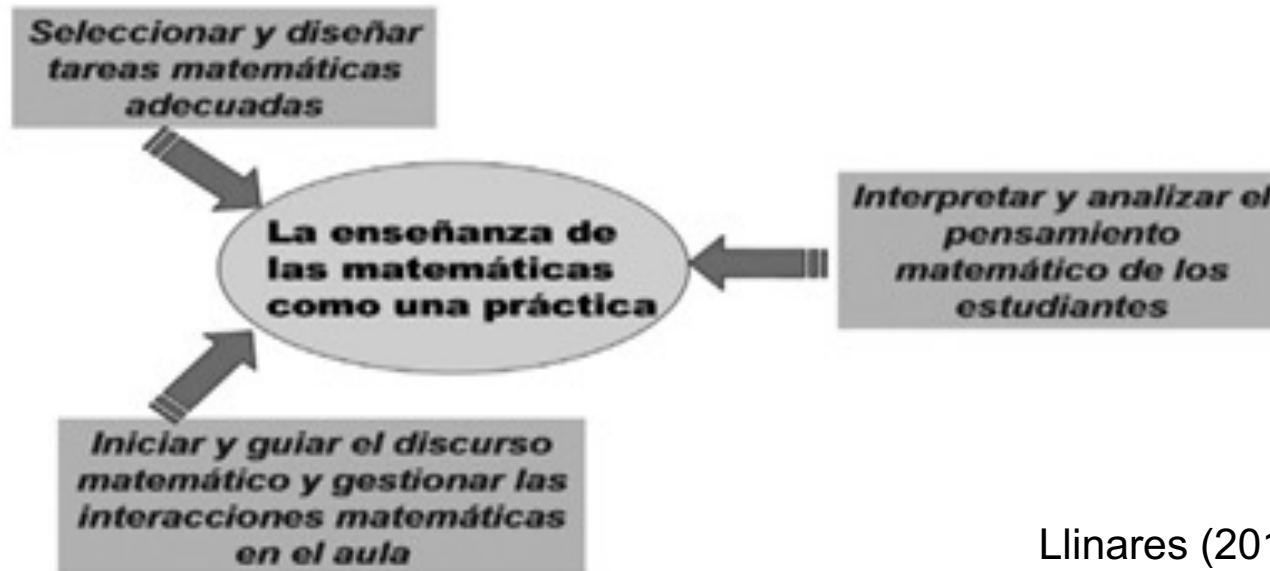 Seleccionar y diseñar
tareas matemáticas
adecuadas
La enseñanza de
las matemáticas
como una práctica
Interpretar y analizar el
pensamiento
matemático de los
estudiantes
Iniciar y guiar el discurso
matemático y gestionar las
interacciones matemáticas
en el aula
Llinares (201